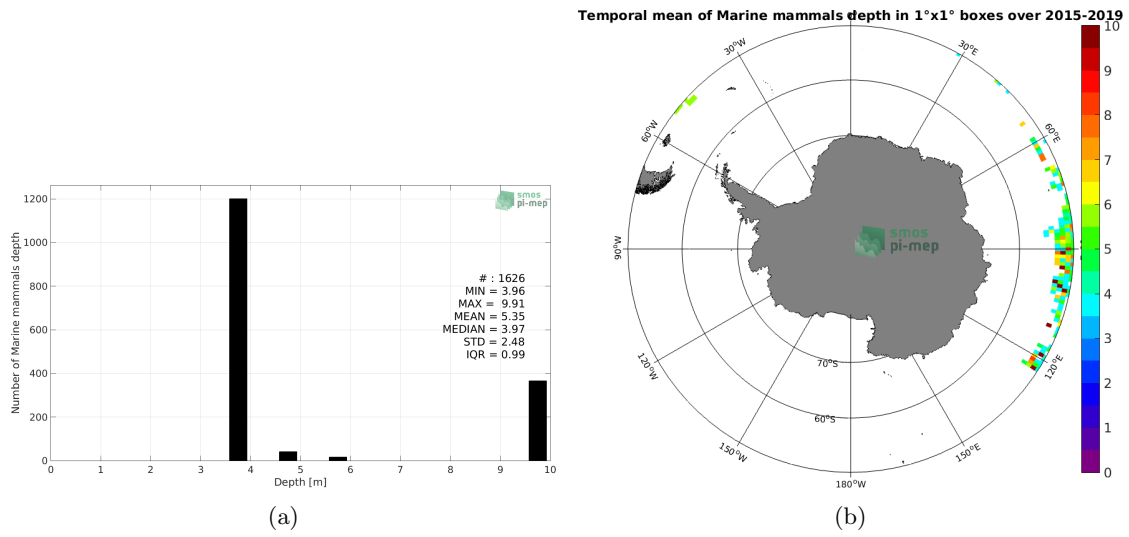 Temporal mean of Marine mammals depth in 1°x1° boxes over 2015-2019
Number of Marine mammals depth
1200
1000
800
600
400
200
0
0 1 2 3 4 5 6 7 8 9 10
Depth [m]
smos
pi-mep
# : 1626
MIN = 3.96
MAX = 9.91
MEAN = 5.35
MEDIAN = 3.97
STD = 2.48
IQR = 0.99
30°W
30°E
60°W
60°E
90°W
120°W
120°E
150°W
150°E
180°W
70°S
60°S
smos
pi-mep
10
9
8
7
6
5
4
3
2
1
0
(a)
(b)